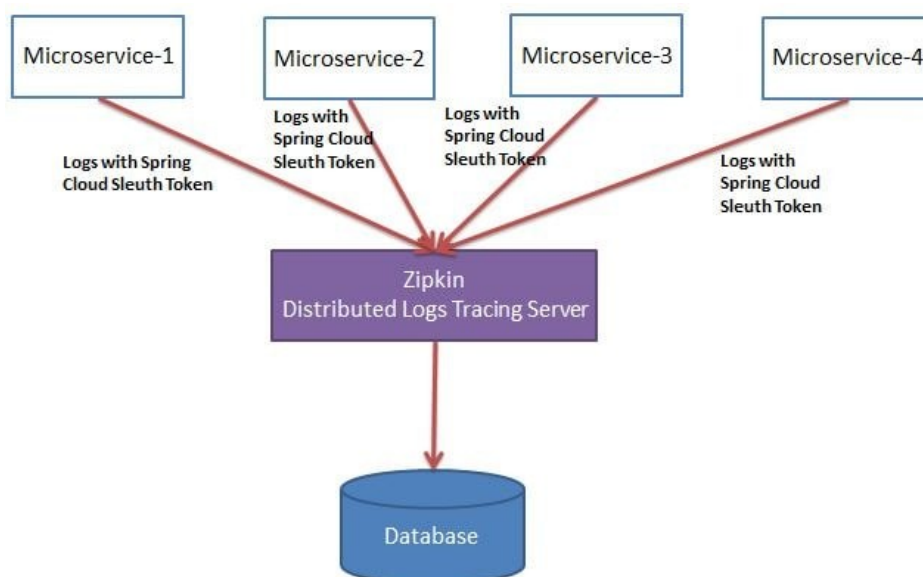 Microservice-1
Microservice-2
Microservice-3
Microservice-4
Logs with Spring
Cloud Sleuth Token
Logs with
Spring Cloud
Sleuth Token
Logs with
Spring Cloud
Sleuth Token
Logs with
Spring Cloud
Sleuth Token
Zipkin
Distributed Logs Tracing Server
Database